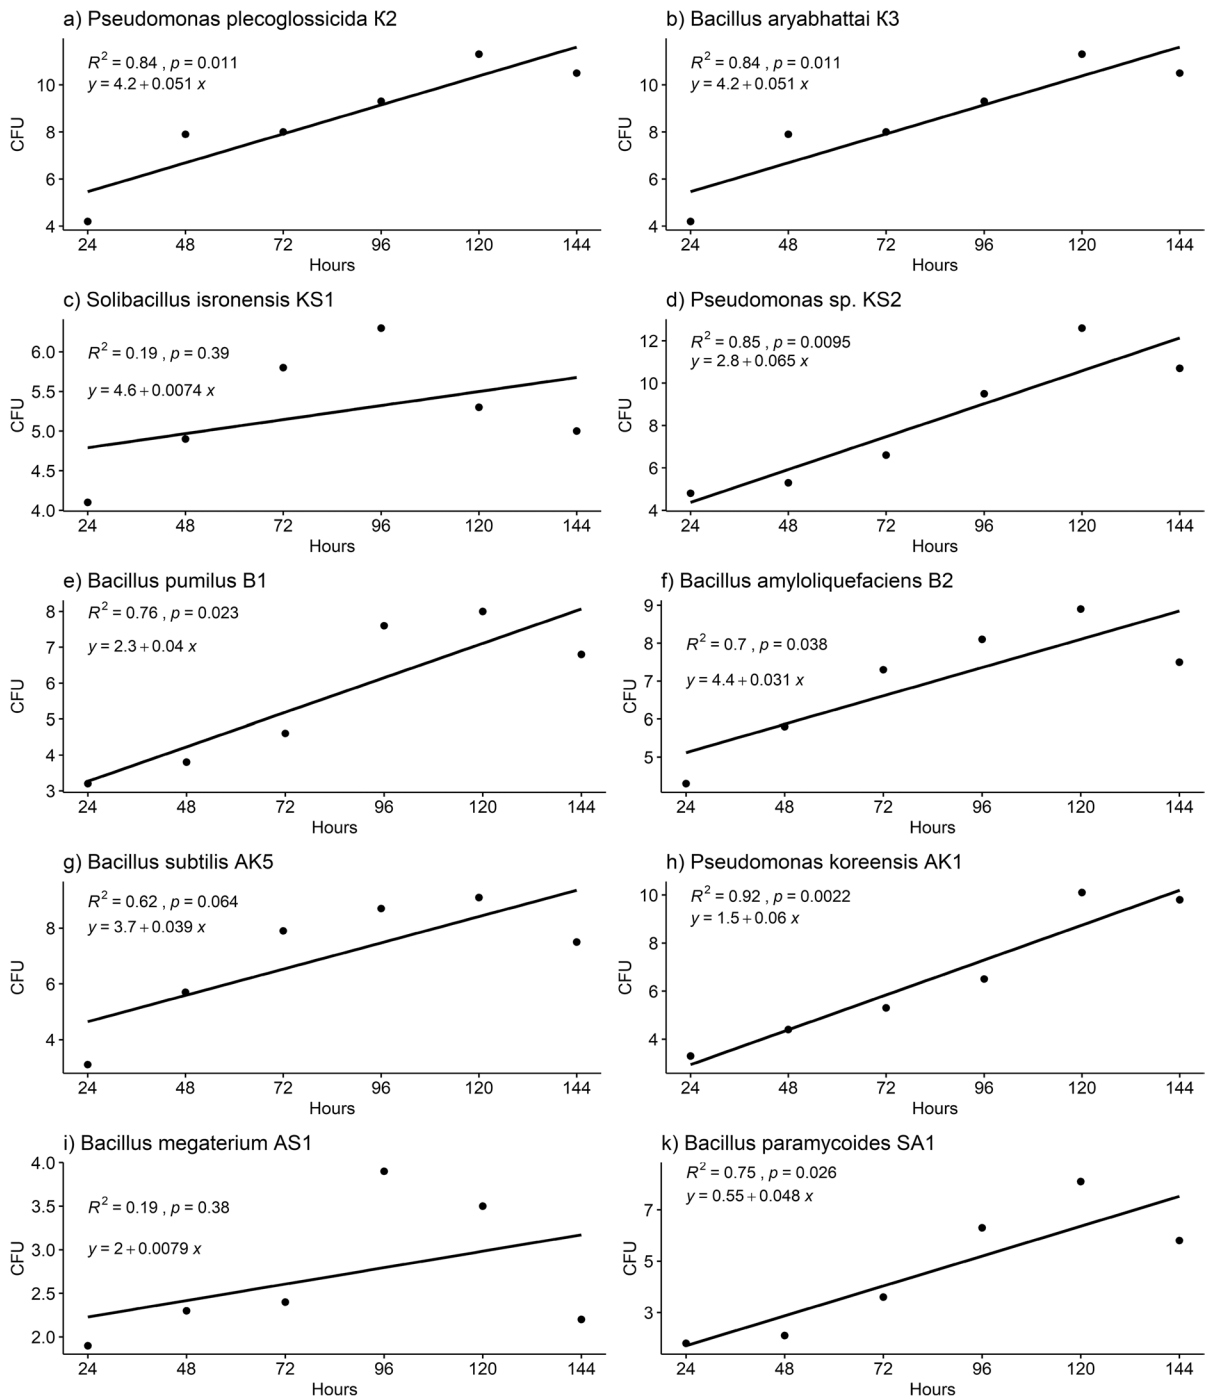 a) Pseudomonas plecoglossicida K2
R² = 0.84 , p = 0.011
y = 4.2 + 0.051 x
CFU
10
8
6
4
24 48 72 96 120 144
Hours
b) Bacillus aryabhattai K3
R² = 0.84 , p = 0.011
y = 4.2 + 0.051 x
CFU
10
8
6
4
24 48 72 96 120 144
Hours
c) Solibacillus isronensis KS1
R² = 0.19 , p = 0.39
y = 4.6 + 0.0074 x
CFU
6.0
5.5
5.0
4.5
4.0
24 48 72 96 120 144
Hours
d) Pseudomonas sp. KS2
R² = 0.85 , p = 0.0095
y = 2.8 + 0.065 x
CFU
12
10
8
6
4
24 48 72 96 120 144
Hours
e) Bacillus pumilus B1
R² = 0.76 , p = 0.023
y = 2.3 + 0.04 x
CFU
8
7
6
5
4
3
24 48 72 96 120 144
Hours
f) Bacillus amyloliquefaciens B2
R² = 0.7 , p = 0.038
y = 4.4 + 0.031 x
CFU
9
8
7
6
5
24 48 72 96 120 144
Hours
g) Bacillus subtilis AK5
R² = 0.62 , p = 0.064
y = 3.7 + 0.039 x
CFU
8
6
4
24 48 72 96 120 144
Hours
h) Pseudomonas koreensis AK1
R² = 0.92 , p = 0.0022
y = 1.5 + 0.06 x
CFU
10
8
6
4
24 48 72 96 120 144
Hours
i) Bacillus megaterium AS1
R² = 0.19 , p = 0.38
y = 2 + 0.0079 x
CFU
4.0
3.5
3.0
2.5
2.0
24 48 72 96 120 144
Hours
k) Bacillus paramycoides SA1
R² = 0.75 , p = 0.026
y = 0.55 + 0.048 x
CFU
7
5
3
24 48 72 96 120 144
Hours